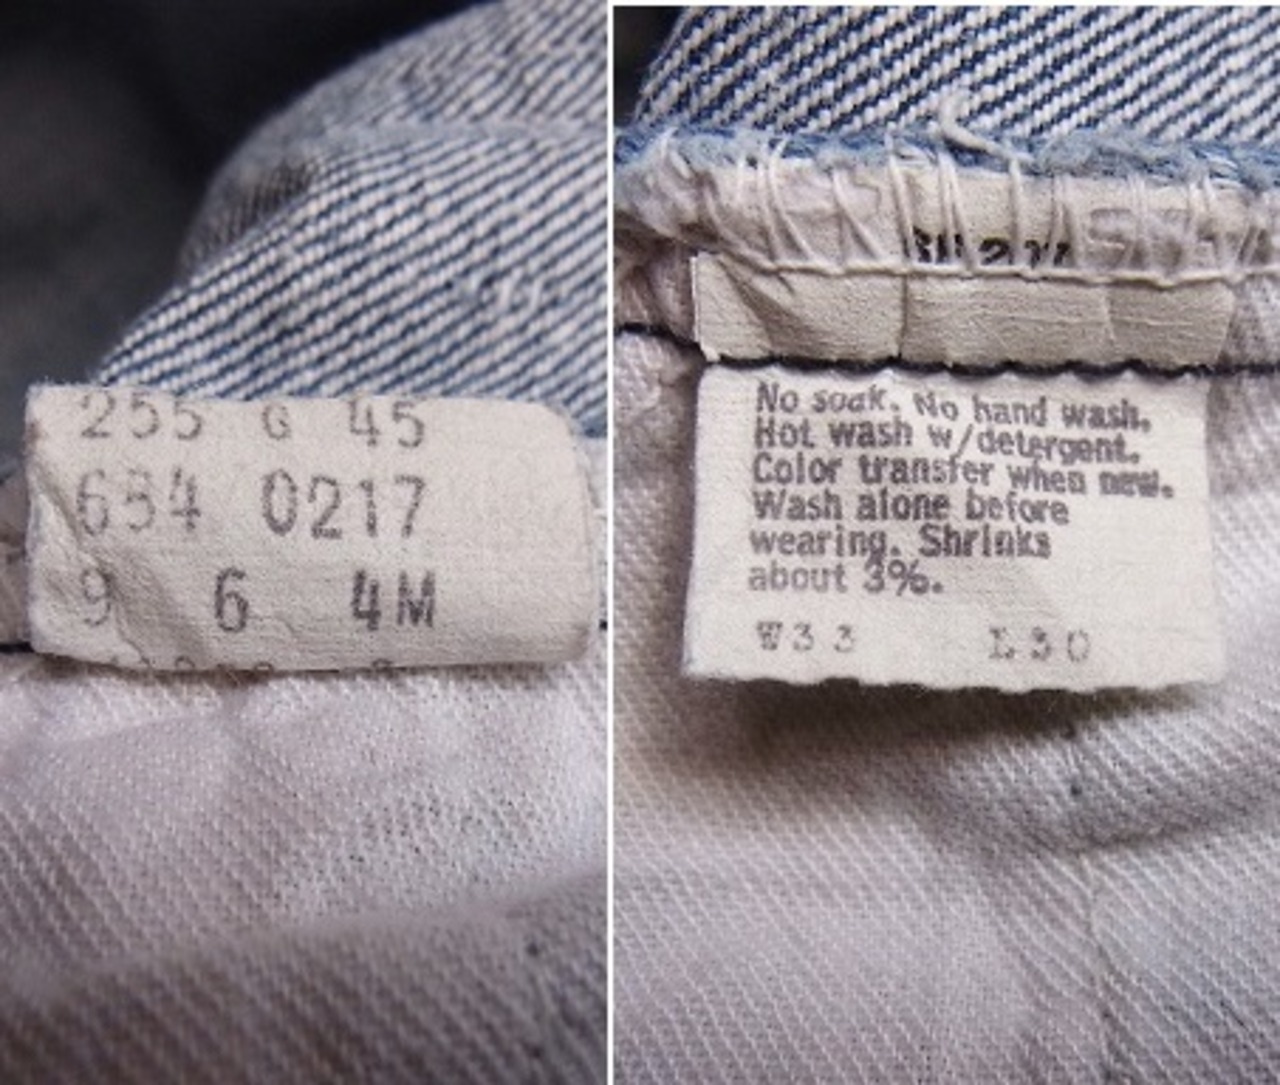 255 G 45
634 0217
9 6 4M
No soak. No hand wash.
Hot wash w/detergent.
Color transfer when new.
Wash alone before
wearing. Shrinks
about 3%.
W33 L30